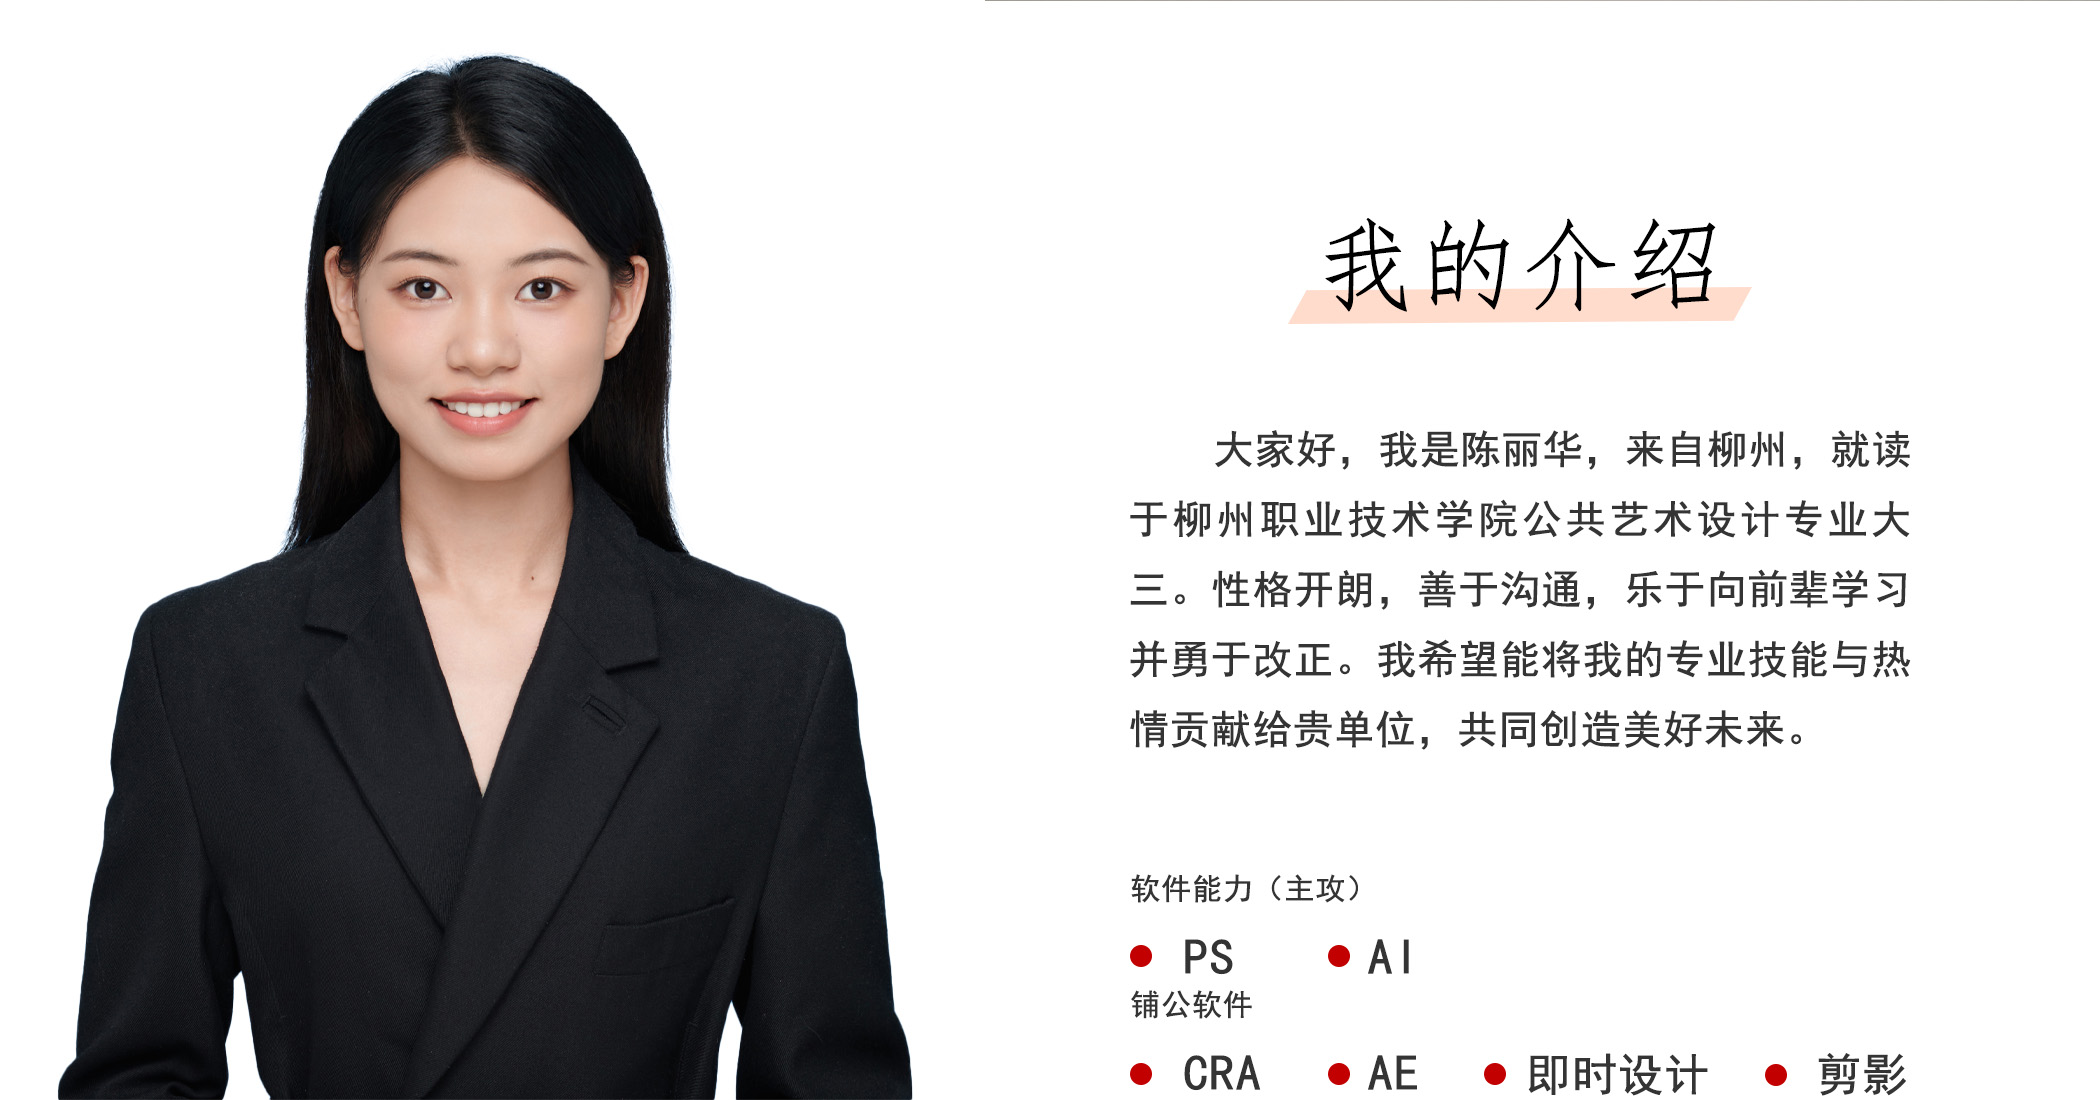 我的介绍
大家好，我是陈丽华，来自柳州，就读
于柳州职业技术学院公共艺术设计专业大
三。性格开朗，善于沟通，乐于向前辈学习
并勇于改正。我希望能将我的专业技能与热
情贡献给贵单位，共同创造美好未来。
软件能力（主攻）
PS AI
铺公软件
CRA AE 即时设计 剪影